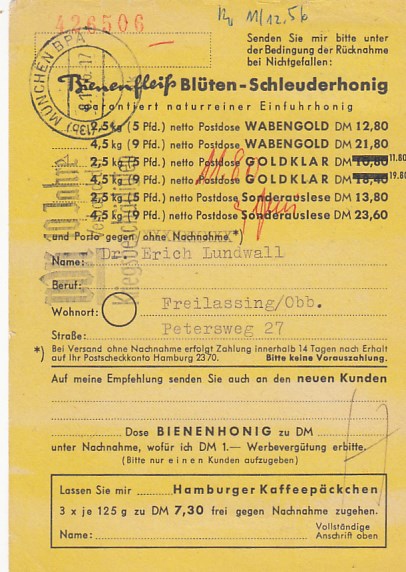 426506
12, 11/12.56
Senden Sie mir bitte unter
der Bedingung der Rücknahme
bei Nichtgefallen:
MÜNCHEN BPA
(13b)
Bienenfleiß Blüten-Schleuderhonig
garantiert naturreiner Einfuhrhonig
2,5 kg (5 Pfd.) netto Postdose WABENGOLD DM 12,80
4,5 kg (9 Pfd.) netto Postdose WABENGOLD DM 21,80
2,5 kg (5 Pfd.) netto Postdose GOLDKLAR DM 10,80 11.80
4,5 kg (9 Pfd.) netto Postdose GOLDKLAR DM 18,40 19.80
2,5 kg (5 Pfd.) netto Postdose Sonderauslese DM 13,80
4,5 kg (9 Pfd.) netto Postdose Sonderauslese DM 23,60
und Porto gegen ohne Nachnahme *)
Name: Dr. Erich Lundwall
Beruf:
Wohnort: Freilassing/Obb.
Straße: Petersweg 27
*) Bei Versand ohne Nachnahme erfolgt Zahlung innerhalb 14 Tagen nach Erhalt
auf Ihr Postscheckkonto Hamburg 2370. Bitte keine Vorauszahlung.
Auf meine Empfehlung senden Sie auch an den neuen Kunden
Dose BIENENHONIG zu DM
unter Nachnahme, wofür ich DM 1.— Werbevergütung erbitte.
(Bitte nur einen Kunden aufzugeben)
Lassen Sie mir Hamburger Kaffeepäckchen
3 x je 125 g zu DM 7,30 frei gegen Nachnahme zugehen.
Name: Vollständige
Anschrift oben